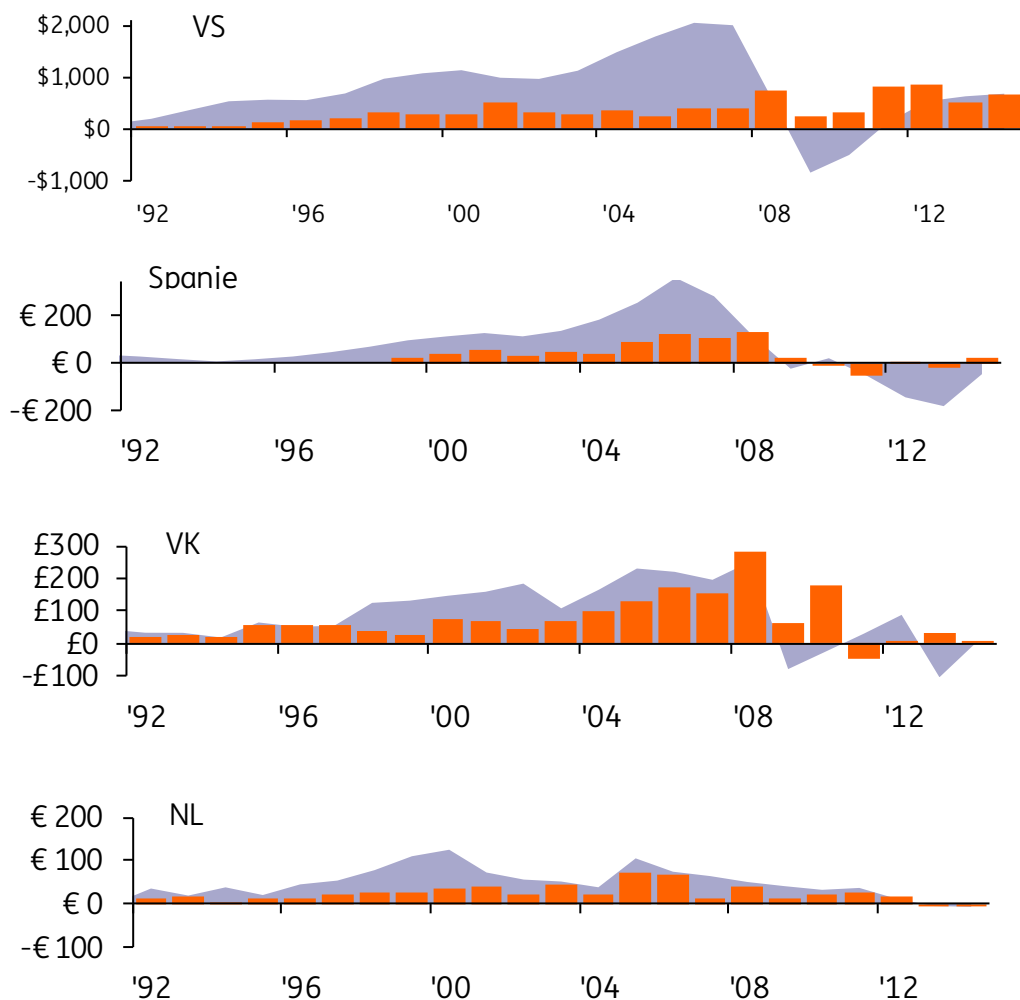 VS
$2,000
$1,000
$0
-$1,000
'92 '96 '00 '04 '08 '12
Spanje
€ 200
€ 0
-€ 200
'92 '96 '00 '04 '08 '12
VK
£300
£200
£100
£0
-£100
'92 '96 '00 '04 '08 '12
NL
€ 200
€ 100
€ 0
-€ 100
'92 '96 '00 '04 '08 '12